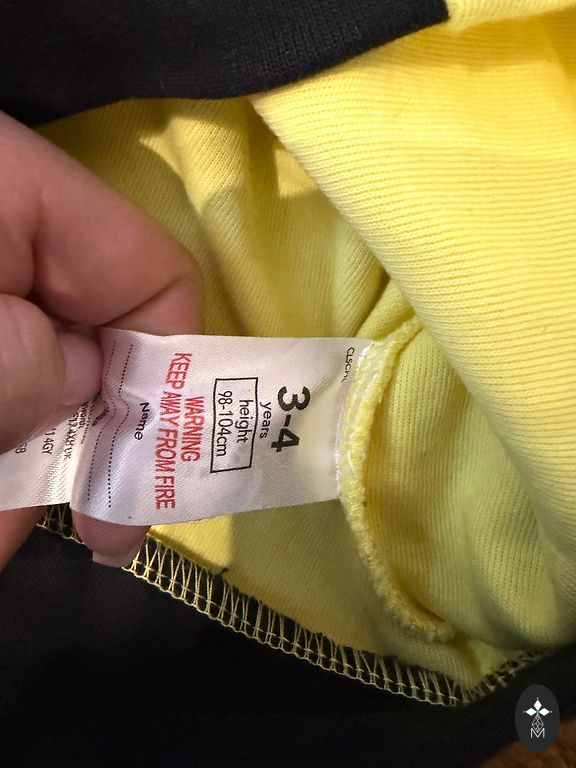 3-4
years
height
98-104cm
WARNING
KEEP AWAY FROM FIRE
Name
M